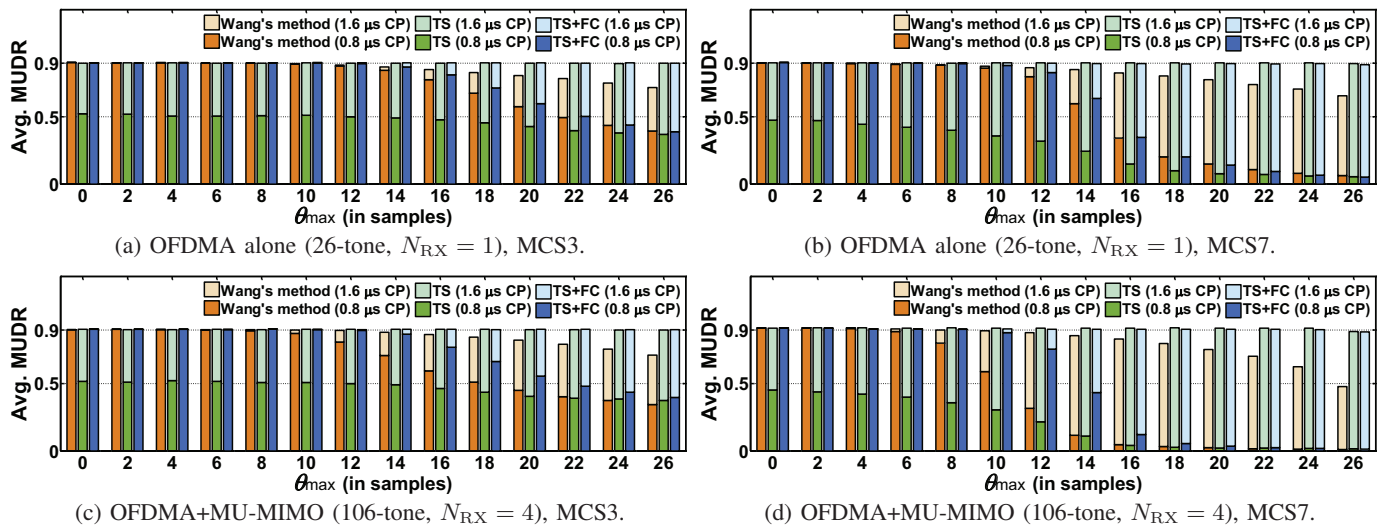 Wang's method (1.6 μs CP) TS (1.6 μs CP) TS+FC (1.6 μs CP)
Wang's method (0.8 μs CP) TS (0.8 μs CP) TS+FC (0.8 μs CP)
Avg. MUDR
0.9
0.5
0
0 2 4 6 8 10 12 14 16 18 20 22 24 26
θmax (in samples)
(a) OFDMA alone (26-tone, NRX = 1), MCS3.
Wang's method (1.6 μs CP) TS (1.6 μs CP) TS+FC (1.6 μs CP)
Wang's method (0.8 μs CP) TS (0.8 μs CP) TS+FC (0.8 μs CP)
Avg. MUDR
0.9
0.5
0
0 2 4 6 8 10 12 14 16 18 20 22 24 26
θmax (in samples)
(b) OFDMA alone (26-tone, NRX = 1), MCS7.
Wang's method (1.6 μs CP) TS (1.6 μs CP) TS+FC (1.6 μs CP)
Wang's method (0.8 μs CP) TS (0.8 μs CP) TS+FC (0.8 μs CP)
Avg. MUDR
0.9
0.5
0
0 2 4 6 8 10 12 14 16 18 20 22 24 26
θmax (in samples)
(c) OFDMA+MU-MIMO (106-tone, NRX = 4), MCS3.
Wang's method (1.6 μs CP) TS (1.6 μs CP) TS+FC (1.6 μs CP)
Wang's method (0.8 μs CP) TS (0.8 μs CP) TS+FC (0.8 μs CP)
Avg. MUDR
0.9
0.5
0
0 2 4 6 8 10 12 14 16 18 20 22 24 26
θmax (in samples)
(d) OFDMA+MU-MIMO (106-tone, NRX = 4), MCS7.